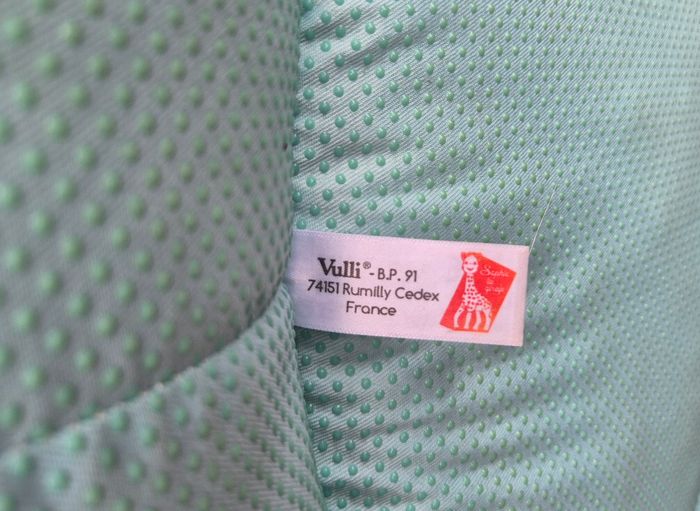 Vulli® - B.P. 91
74151 Rumilly Cedex
France
Sophie
la
girafe